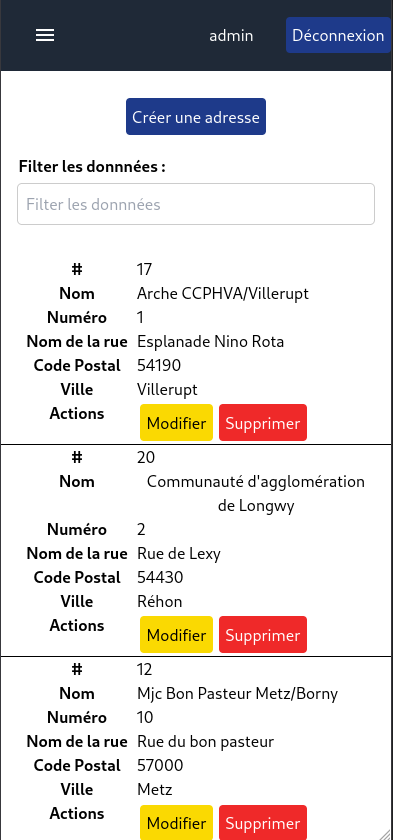 admin
Déconnexion
Créer une adresse
Filter les donnnées :
Filter les donnnées
# 17
Nom Arche CCPHVA/Villerupt
Numéro 1
Nom de la rue Esplanade Nino Rota
Code Postal 54190
Ville Villerupt
Actions Modifier Supprimer
# 20
Nom Communauté d'agglomération
de Longwy
Numéro 2
Nom de la rue Rue de Lexy
Code Postal 54430
Ville Réhon
Actions Modifier Supprimer
# 12
Nom Mjc Bon Pasteur Metz/Borny
Numéro 10
Nom de la rue Rue du bon pasteur
Code Postal 57000
Ville Metz
Actions Modifier Supprimer